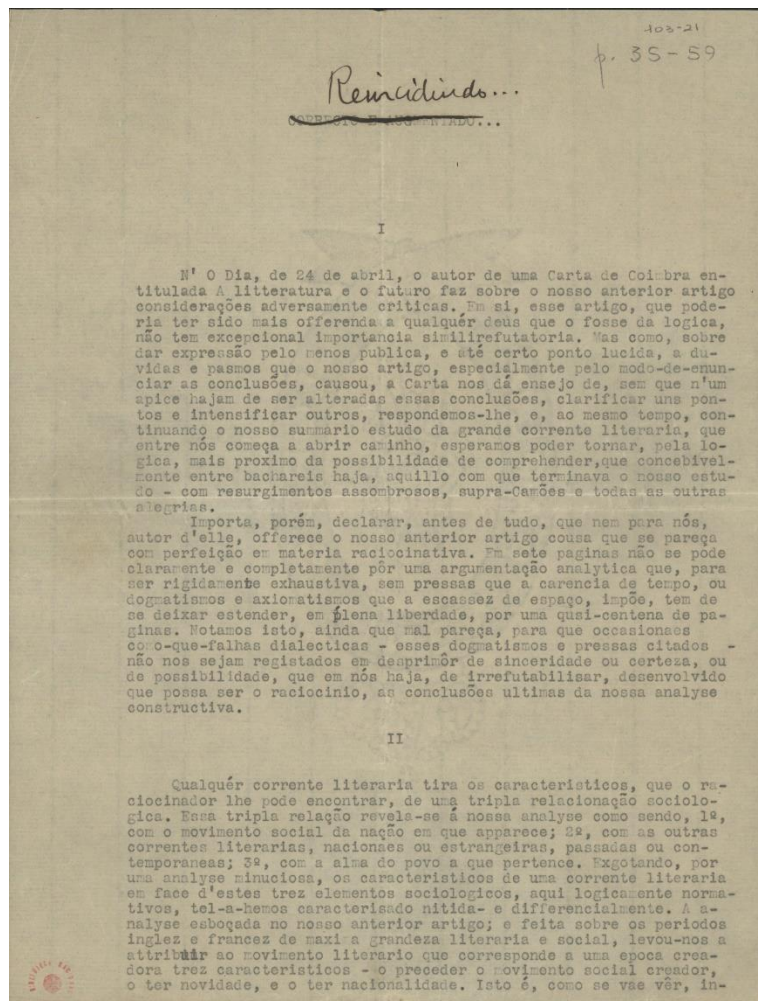 103-21
p. 35-59
Reincidindo...
CORRECTO E AUGMENTADO...
I
N' O Dia, de 24 de abril, o autor de uma Carta de Coimbra en-
titulada A litteratura e o futuro faz sobre o nosso anterior artigo
considerações adversamente criticas. Em si, esse artigo, que pode-
ria ter sido mais offerenda a qualquér deus que o fosse da logica,
não tem excepcional importancia similirefutatoria. Mas como, sobre
dar expressão pelo menos publica, e até certo ponto lucida, a du-
vidas e pasmos que o nosso artigo, especialmente pelo modo-de-enun-
ciar as conclusões, causou, a Carta nos dá ensejo de, sem que n'um
apice hajam de ser alteradas essas conclusões, clarificar uns pon-
tos e intensificar outros, respondemos-lhe, e, ao mesmo tempo, con-
tinuando o nosso summario estudo da grande corrente literaria, que
entre nós começa a abrir caminho, esperamos poder tornar, pela lo-
gica, mais proximo da possibilidade de comprehender,que concebivel-
mente entre bachareis haja, aquillo com que terminava o nosso estu-
do - com resurgimentos assombrosos, supra-Camões e todas as outras
alegrias.
Importa, porém, declarar, antes de tudo, que nem para nós,
autor d'elle, offerece o nosso anterior artigo cousa que se pareça
com perfeição em materia raciocinativa. Em sete paginas não se pode
claramente e completamente pôr uma argumentação analytica que, para
ser rigidamente exhaustiva, sem pressas que a carencia de tempo, ou
dogmatismos e axiomatismos que a escassez de espaço, impõe, tem de
se deixar estender, em plena liberdade, por uma qusi-centena de pa-
ginas. Notamos isto, ainda que mal pareça, para que occasionaes
como-que-falhas dialecticas - esses dogmatismos e pressas citados -
não nos sejam registados em desprimôr de sinceridade ou certeza, ou
de possibilidade, que em nós haja, de irrefutabilisar, desenvolvido
que possa ser o raciocinio, as conclusões ultimas da nossa analyse
constructiva.
II
Qualquér corrente literaria tira os caracteristicos, que o ra-
ciocinador lhe pode encontrar, de uma tripla relacionação sociolo-
gica. Essa tripla relação revela-se á nossa analyse como sendo, 1º,
com o movimento social da nação em que apparece; 2º, com as outras
correntes literarias, nacionaes ou estrangeiras, passadas ou con-
temporaneas; 3º, com a alma do povo a que pertence. Exgotando, por
uma analyse minuciosa, os caracteristicos de uma corrente literaria
em face d'estes trez elementos sociologicos, aqui logicamente norma-
tivos, tel-a-hemos caracterisado nitida- e differencialmente. A a-
nalyse esboçada no nosso anterior artigo; e feita sobre os periodos
inglez e francez de maxima grandeza literaria e social, levou-nos a
attribuir ao movimento literario que corresponde a uma epoca crea-
dora trez caracteristicos - o preceder o movimento social creador,
o ter novidade, e o ter nacionalidade. Isto é, como se vae vêr, in-